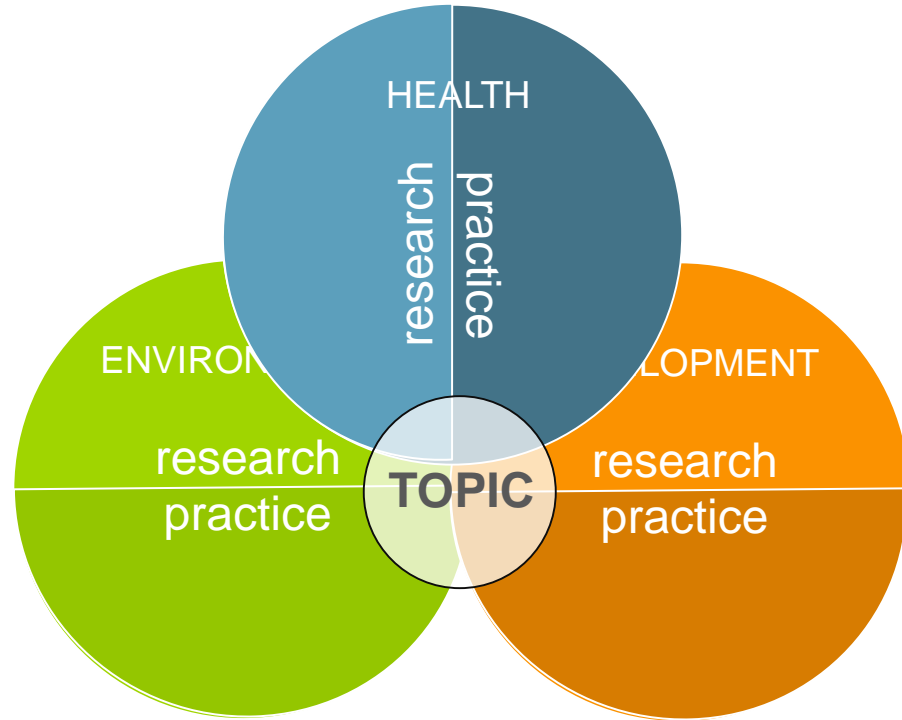 HEALTH
research
practice
ENVIRON
LOPMENT
research
practice
TOPIC
research
practice